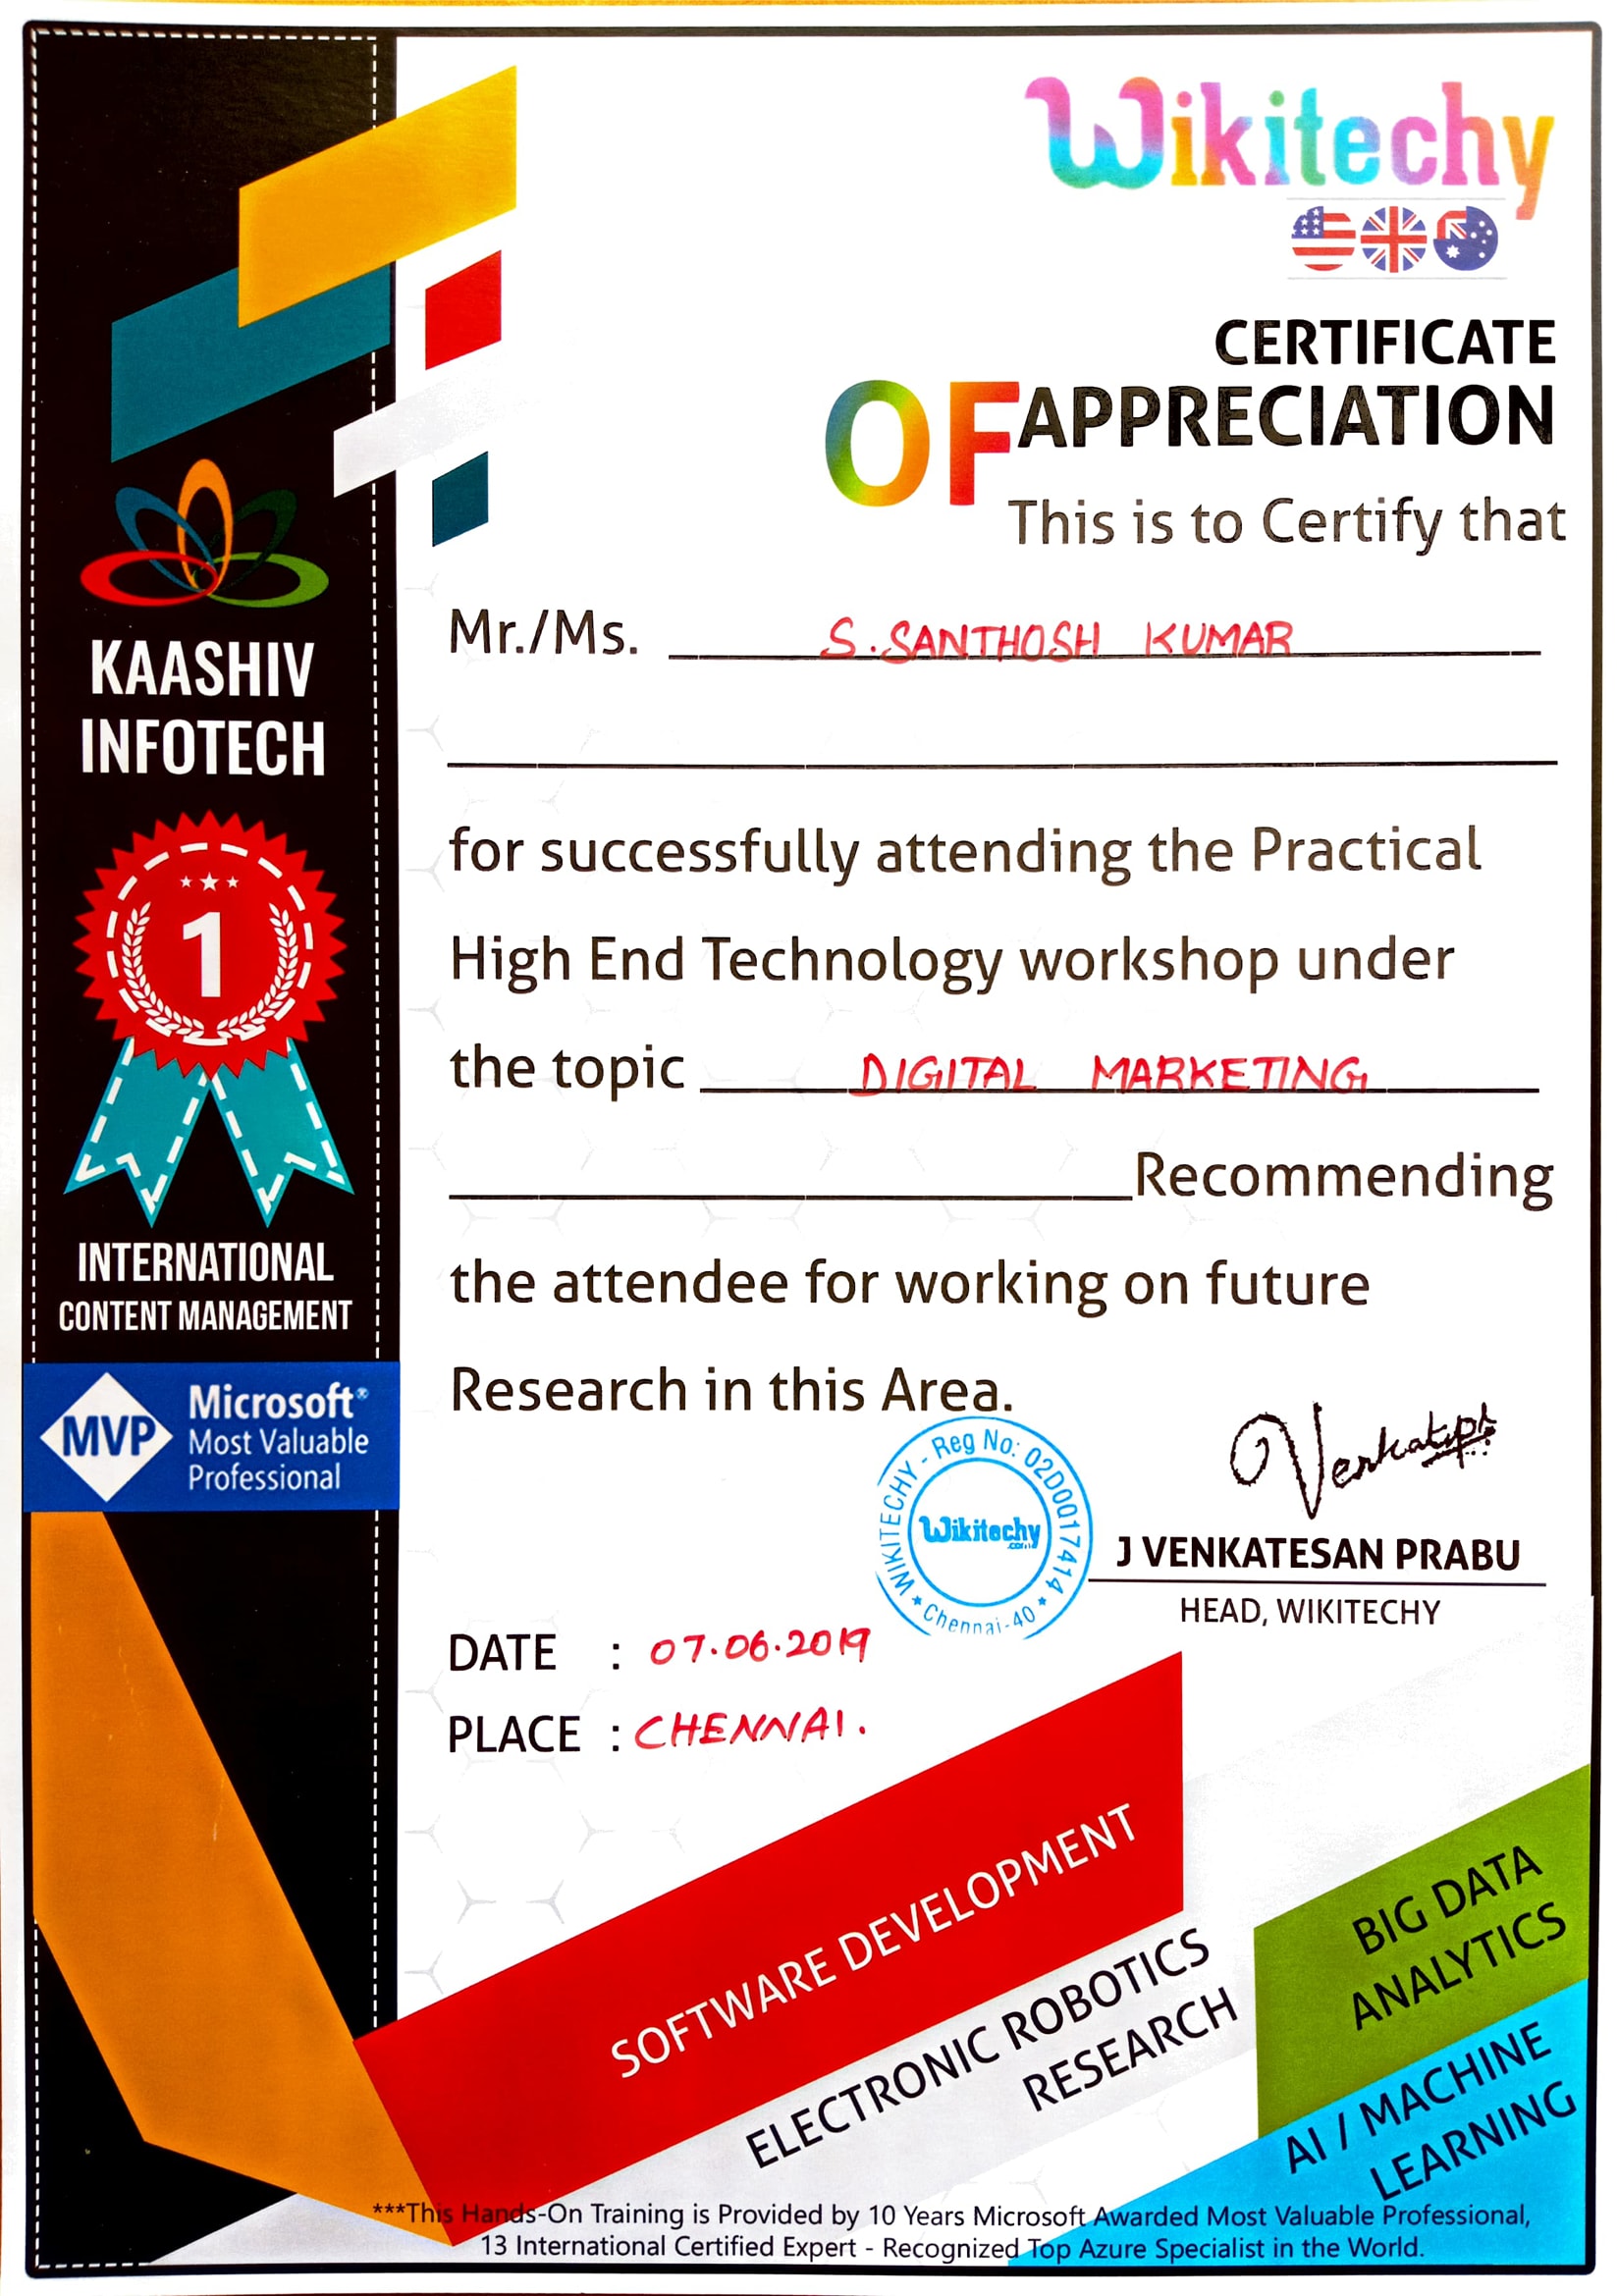 Wikitechy
CERTIFICATE
OF APPRECIATION
This is to Certify that
Mr./Ms. S.SANTHOSH KUMAR
for successfully attending the Practical
High End Technology workshop under
the topic DIGITAL MARKETING
Recommending
the attendee for working on future
Research in this Area.
KAASHIV
INFOTECH
1
INTERNATIONAL
CONTENT MANAGEMENT
MVP
Microsoft®
Most Valuable
Professional
WIKITECHY - Reg No: 02D0017414 * Chennai-40 *
Wikitechy
.com
Venkatesh
J VENKATESAN PRABU
HEAD, WIKITECHY
DATE : 07.06.2019
PLACE : CHENNAI.
SOFTWARE DEVELOPMENT
ELECTRONIC ROBOTICS
RESEARCH
BIG DATA
ANALYTICS
AI / MACHINE
LEARNING
***This Hands-On Training is Provided by 10 Years Microsoft Awarded Most Valuable Professional,
13 International Certified Expert - Recognized Top Azure Specialist in the World.